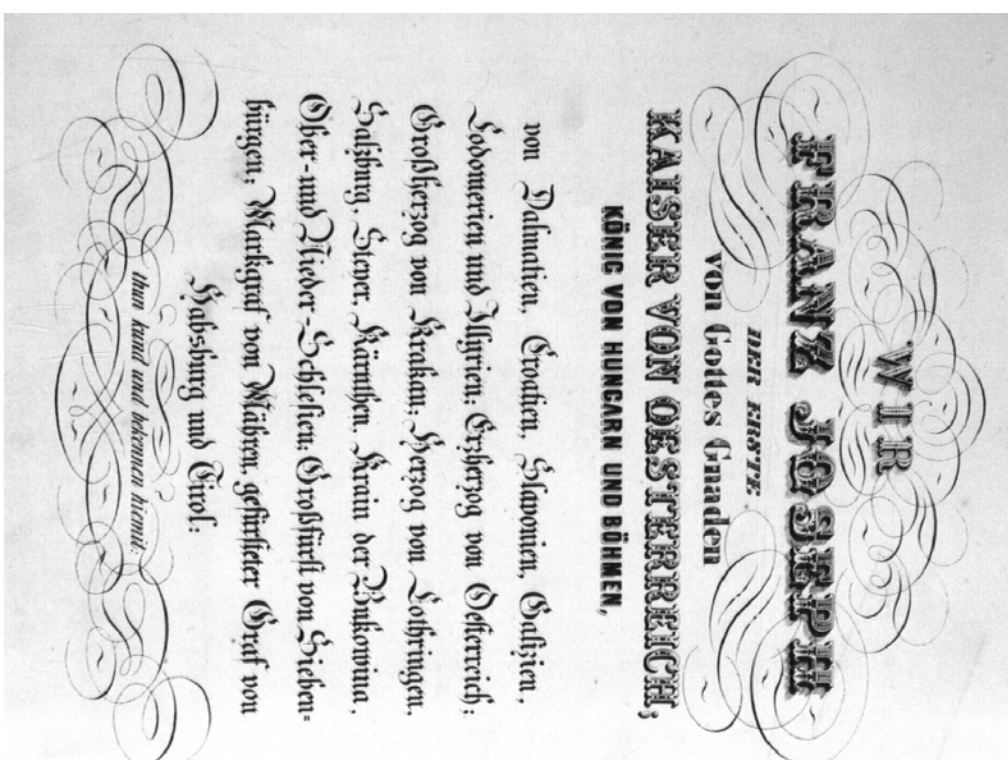 WIR
FRANZ JOSEPH
DER ERSTE
von Gottes Gnaden
KAISER VON OESTERREICH;
KÖNIG VON HUNGARN UND BÖHMEN,
von Dalmatien, Croatien, Slavonien, Galizien,
Lodomerien und Illyrien; Erzherzog von Oesterreich;
Großherzog von Krakau; Herzog von Lothringen,
Salzburg, Steyer, Kärnthen, Krain der Bukowina,
Ober- und Nieder-Schlesien; Großfürst von Sieben-
bürgen; Markgraf von Mähren, gefürsteter Graf von
Habsburg und Tirol:
thun kund und bekennen hiemit: